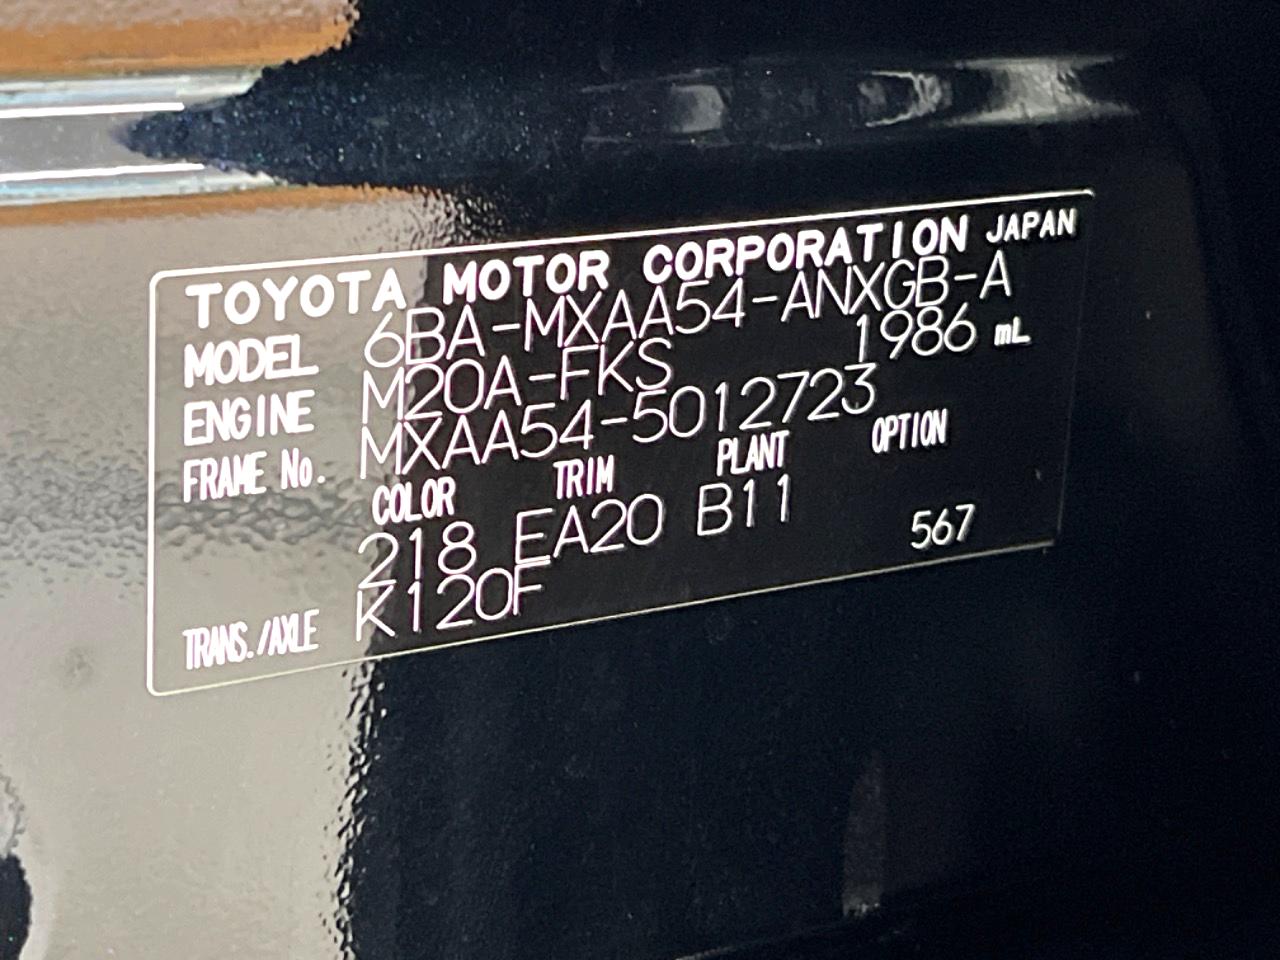 TOYOTA MOTOR CORPORATION JAPAN
MODEL 6BA-MXAA54-ANXGB-A
ENGINE M20A-FKS 1986 mL
FRAME No. MXAA54-5012723
COLOR TRIM PLANT OPTION
218 EA20 B11 567
TRANS./AXLE K120F